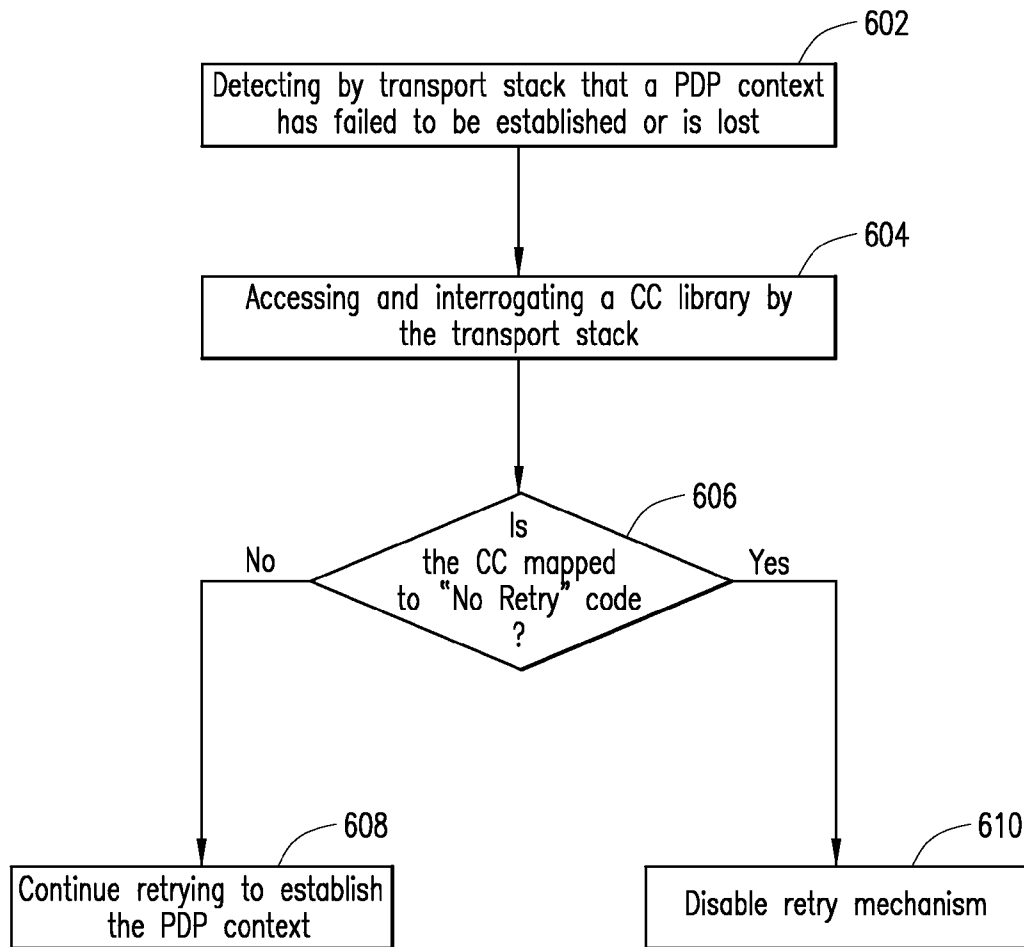 602
Detecting by transport stack that a PDP context
has failed to be established or is lost
604
Accessing and interrogating a CC library by
the transport stack
606
Is
the CC mapped
to "No Retry" code
?
No
Yes
608
Continue retrying to establish
the PDP context
610
Disable retry mechanism